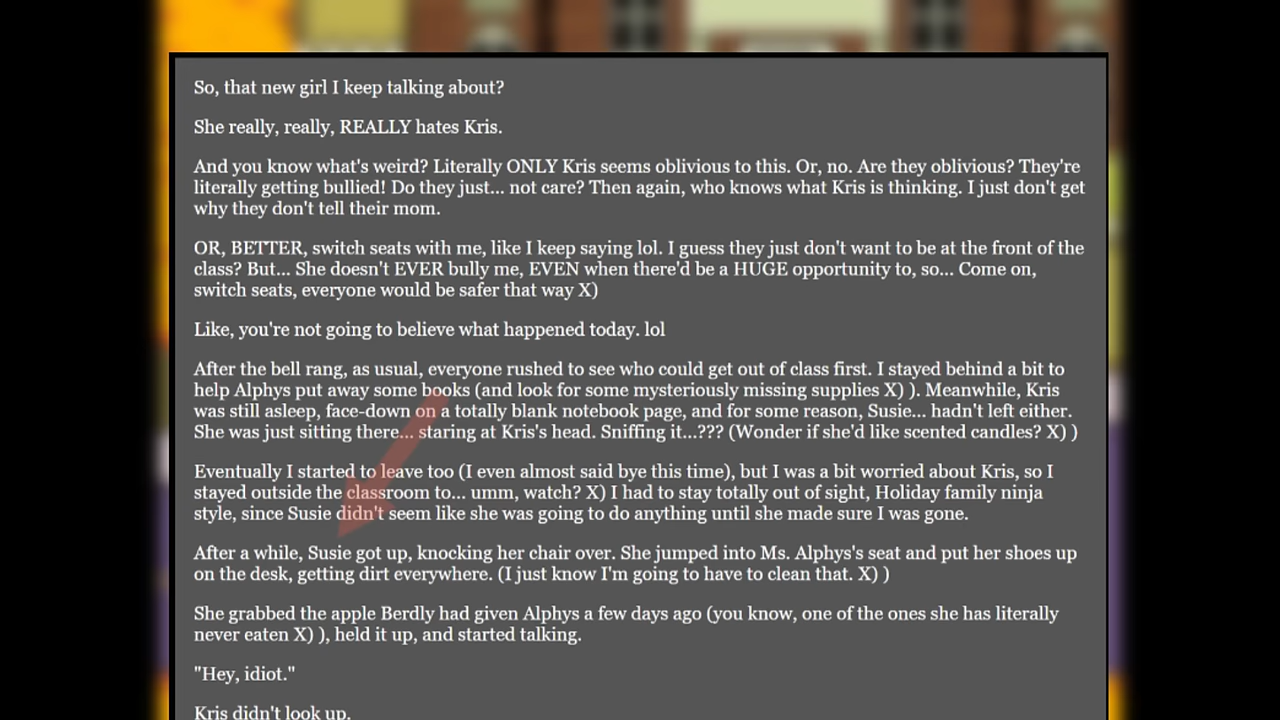 So, that new girl I keep talking about?
She really, really, REALLY hates Kris.
And you know what's weird? Literally ONLY Kris seems oblivious to this. Or, no. Are they oblivious? They're
literally getting bullied! Do they just... not care? Then again, who knows what Kris is thinking. I just don't get
why they don't tell their mom.
OR, BETTER, switch seats with me, like I keep saying lol. I guess they just don't want to be at the front of the
class? But... She doesn't EVER bully me, EVEN when there'd be a HUGE opportunity to, so... Come on,
switch seats, everyone would be safer that way X)
Like, you're not going to believe what happened today. lol
After the bell rang, as usual, everyone rushed to see who could get out of class first. I stayed behind a bit to
help Alphys put away some books (and look for some mysteriously missing supplies X) ). Meanwhile, Kris
was still asleep, face-down on a totally blank notebook page, and for some reason, Susie... hadn't left either.
She was just sitting there... staring at Kris's head. Sniffing it...??? (Wonder if she'd like scented candles? X) )
Eventually I started to leave too (I even almost said bye this time), but I was a bit worried about Kris, so I
stayed outside the classroom to... umm, watch? X) I had to stay totally out of sight, Holiday family ninja
style, since Susie didn't seem like she was going to do anything until she made sure I was gone.
After a while, Susie got up, knocking her chair over. She jumped into Ms. Alphys's seat and put her shoes up
on the desk, getting dirt everywhere. (I just know I'm going to have to clean that. X) )
She grabbed the apple Berdly had given Alphys a few days ago (you know, one of the ones she has literally
never eaten X) ), held it up, and started talking.
"Hey, idiot."
Kris didn't look up.